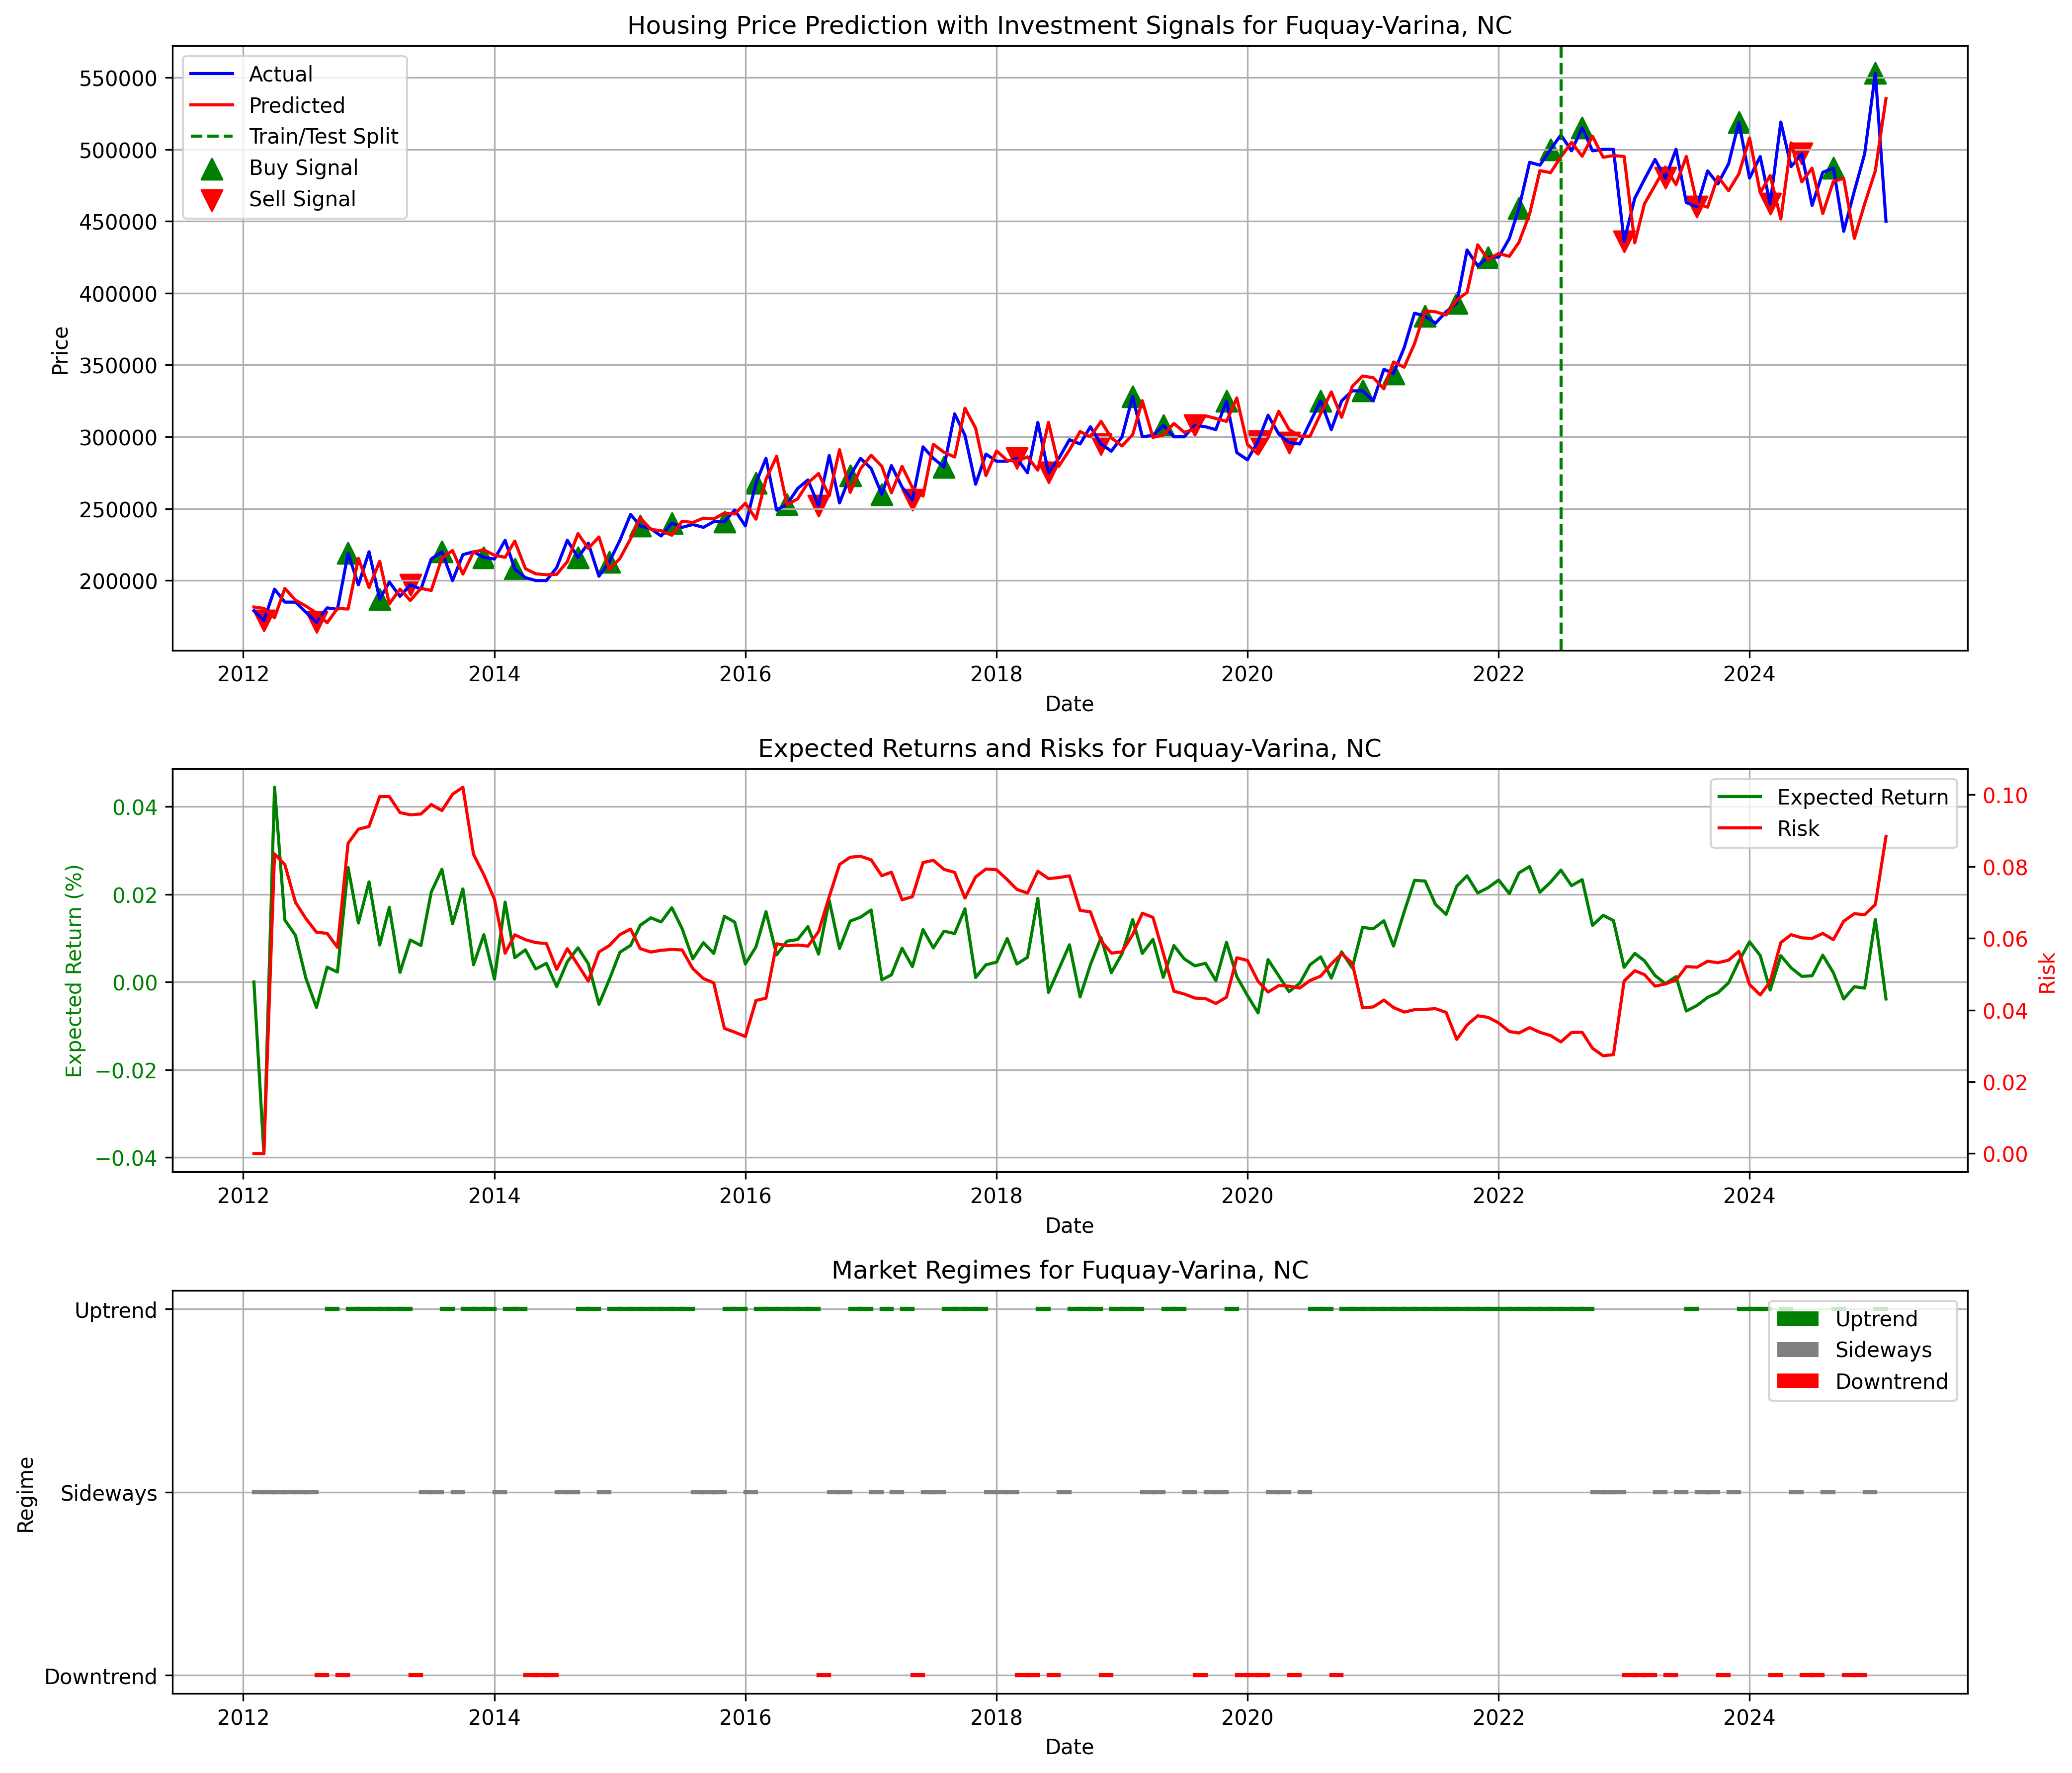 Housing Price Prediction with Investment Signals for Fuquay-Varina, NC
Actual
Predicted
Train/Test Split
Buy Signal
Sell Signal
Price
550000
500000
450000
400000
350000
300000
250000
200000
2012 2014 2016 2018 2020 2022 2024
Date
Expected Returns and Risks for Fuquay-Varina, NC
Expected Return
Risk
Expected Return (%)
0.04
0.02
0.00
−0.02
−0.04
0.10
0.08
0.06
0.04
0.02
0.00
Risk
2012 2014 2016 2018 2020 2022 2024
Date
Market Regimes for Fuquay-Varina, NC
Uptrend
Sideways
Downtrend
Regime
Uptrend
Sideways
Downtrend
2012 2014 2016 2018 2020 2022 2024
Date